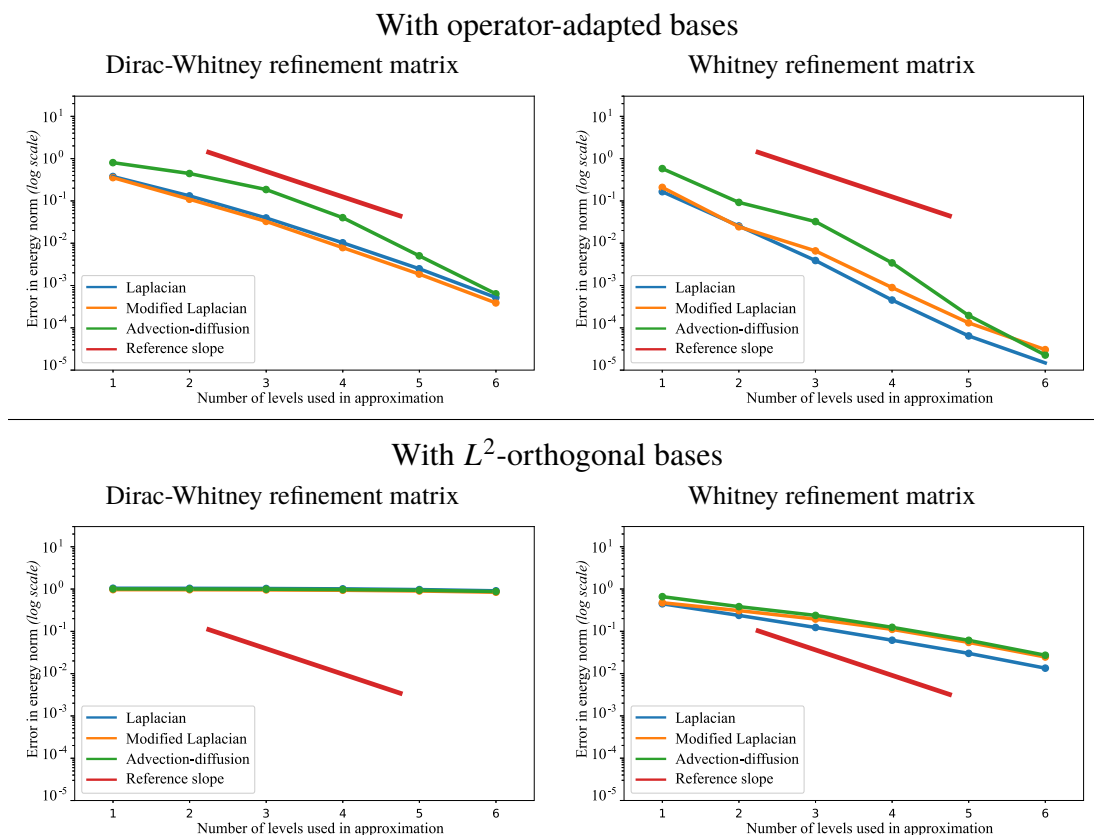 With operator-adapted bases
Dirac-Whitney refinement matrix
Error in energy norm (log scale)
10^1
10^0
10^-1
10^-2
10^-3
10^-4
10^-5
Laplacian
Modified Laplacian
Advection-diffusion
Reference slope
1 2 3 4 5 6
Number of levels used in approximation
Whitney refinement matrix
Error in energy norm (log scale)
10^1
10^0
10^-1
10^-2
10^-3
10^-4
10^-5
Laplacian
Modified Laplacian
Advection-diffusion
Reference slope
1 2 3 4 5 6
Number of levels used in approximation
With L²-orthogonal bases
Dirac-Whitney refinement matrix
Error in energy norm (log scale)
10^1
10^0
10^-1
10^-2
10^-3
10^-4
10^-5
Laplacian
Modified Laplacian
Advection-diffusion
Reference slope
1 2 3 4 5 6
Number of levels used in approximation
Whitney refinement matrix
Error in energy norm (log scale)
10^1
10^0
10^-1
10^-2
10^-3
10^-4
10^-5
Laplacian
Modified Laplacian
Advection-diffusion
Reference slope
1 2 3 4 5 6
Number of levels used in approximation